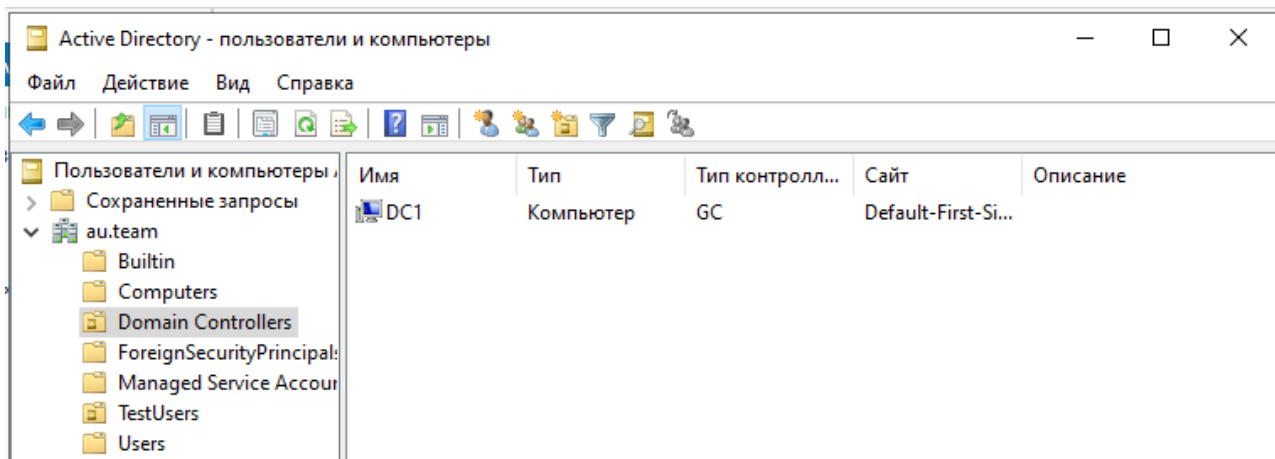 Active Directory - пользователи и компьютеры
Файл Действие Вид Справка
Пользователи и компьютеры
Имя Тип Тип контролл... Сайт Описание
Сохраненные запросы
DC1 Компьютер GC Default-First-Si...
au.team
Builtin
Computers
Domain Controllers
ForeignSecurityPrincipals
Managed Service Accour
TestUsers
Users